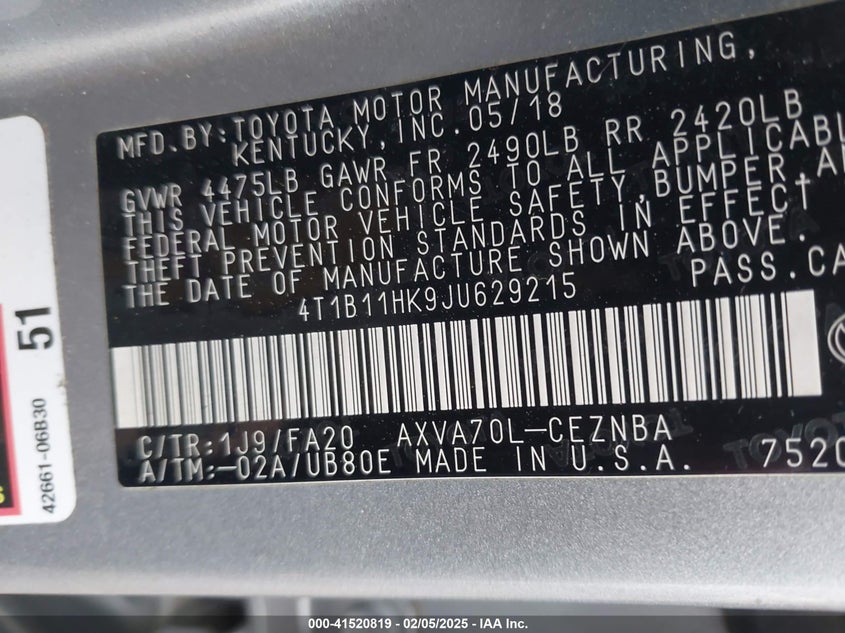 MFD.BY:TOYOTA MOTOR MANUFACTURING,
KENTUCKY,INC.05/18
GVWR 4475LB GAWR FR 2490LB RR 2420LB
THIS VEHICLE CONFORMS TO ALL APPLICABL
FEDERAL MOTOR VEHICLE SAFETY,BUMPER,AN
THEFT PREVENTION STANDARDS IN EFFECT
THE DATE OF MANUFACTURE SHOWN ABOVE.
4T1B11HK9JU629215 PASS.CA
C/TR:1J9/FA20 AXVA70L-CEZNBA
A/TM:-02A/UB80E MADE IN U.S.A. 7520
51
42661-06B30
000-41520819 - 02/05/2025 - IAA Inc.